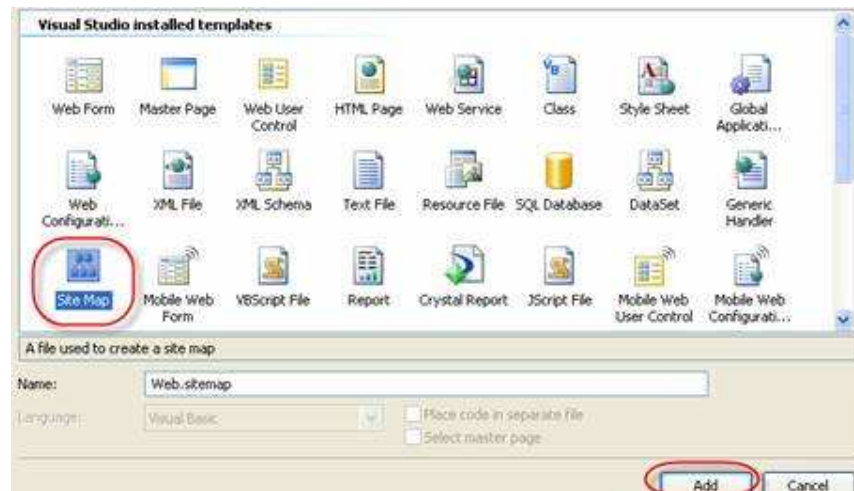 Visual Studio installed templates
Web Form
Master Page
Web User
Control
HTML Page
Web Service
Class
Style Sheet
Global
Applicati...
Web
Configurati...
XML File
XML Schema
Text File
Resource File
SQL Database
DataSet
Generic
Handler
Site Map
Mobile Web
Form
VBScript File
Report
Crystal Report
JScript File
Mobile Web
User Control
Mobile Web
Configurati...
A file used to create a site map
Name:
Web.sitemap
Language:
Visual Basic
Place code in separate file
Select master page
Add
Cancel